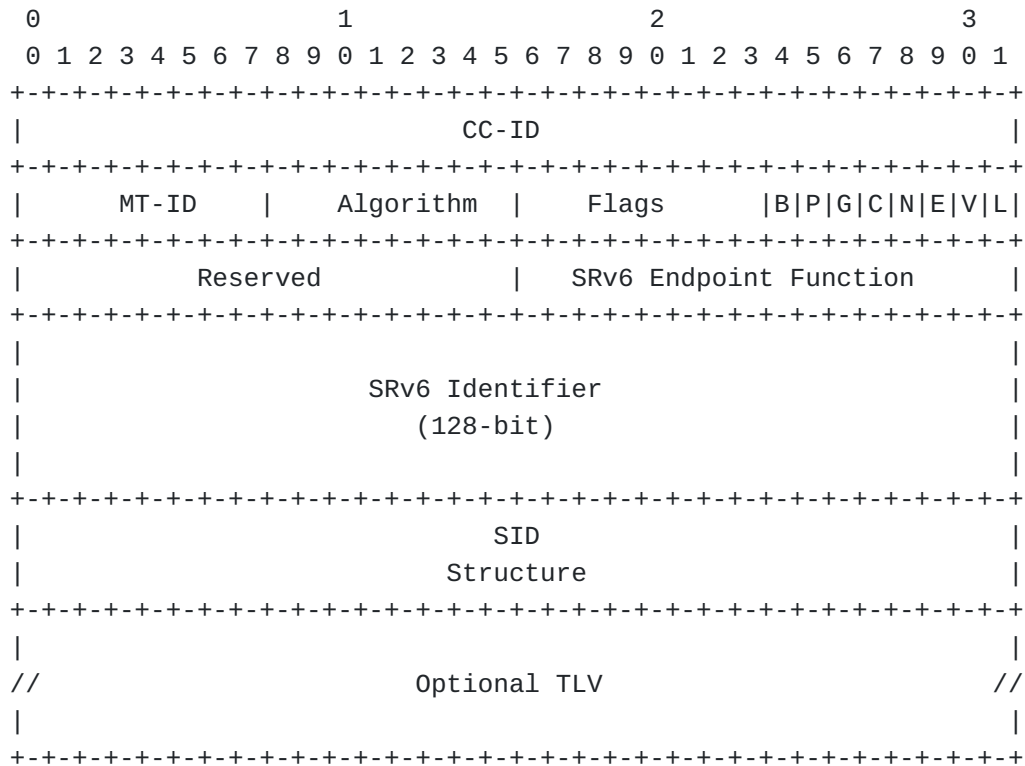 0                   1                   2                   3
 0 1 2 3 4 5 6 7 8 9 0 1 2 3 4 5 6 7 8 9 0 1 2 3 4 5 6 7 8 9 0 1
+-+-+-+-+-+-+-+-+-+-+-+-+-+-+-+-+-+-+-+-+-+-+-+-+-+-+-+-+-+-+-+-+
|                            CC-ID                              |
+-+-+-+-+-+-+-+-+-+-+-+-+-+-+-+-+-+-+-+-+-+-+-+-+-+-+-+-+-+-+-+-+
|      MT-ID    |    Algorithm  |    Flags      |B|P|G|C|N|E|V|L|
+-+-+-+-+-+-+-+-+-+-+-+-+-+-+-+-+-+-+-+-+-+-+-+-+-+-+-+-+-+-+-+-+
|           Reserved            |   SRv6 Endpoint Function      |
+-+-+-+-+-+-+-+-+-+-+-+-+-+-+-+-+-+-+-+-+-+-+-+-+-+-+-+-+-+-+-+-+
|                                                               |
|                      SRv6 Identifier                          |
|                         (128-bit)                             |
|                                                               |
+-+-+-+-+-+-+-+-+-+-+-+-+-+-+-+-+-+-+-+-+-+-+-+-+-+-+-+-+-+-+-+-+
|                              SID                              |
|                           Structure                           |
+-+-+-+-+-+-+-+-+-+-+-+-+-+-+-+-+-+-+-+-+-+-+-+-+-+-+-+-+-+-+-+-+
|                                                               |
//                        Optional TLV                         //
|                                                               |
+-+-+-+-+-+-+-+-+-+-+-+-+-+-+-+-+-+-+-+-+-+-+-+-+-+-+-+-+-+-+-+-+